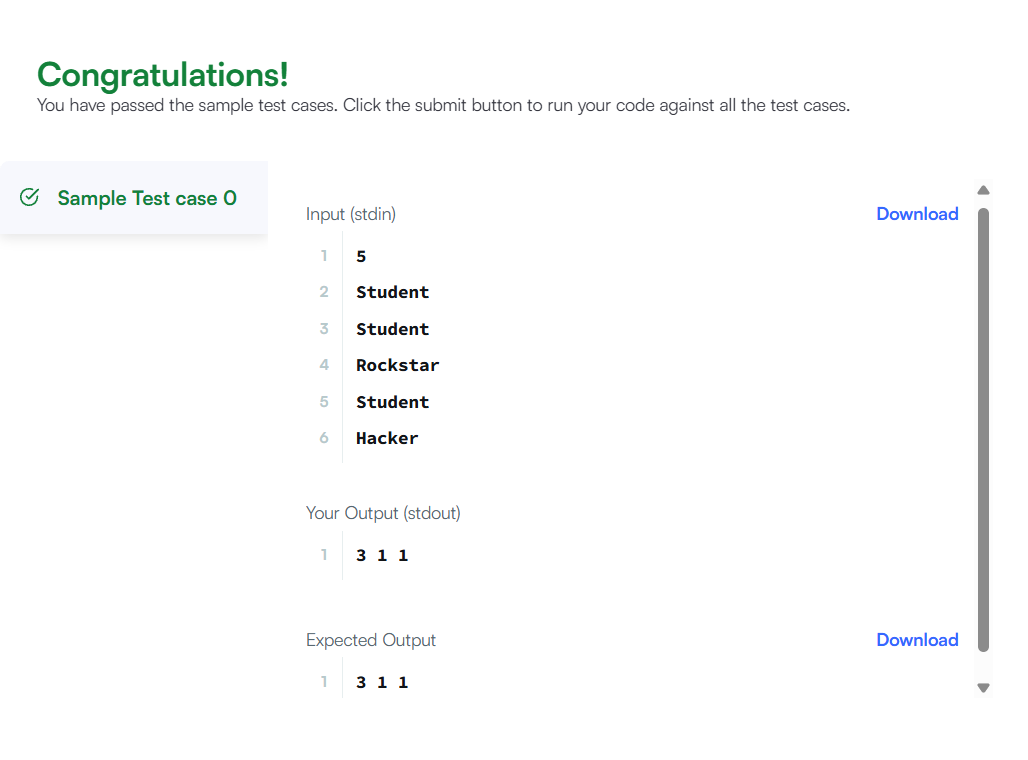 Congratulations!
You have passed the sample test cases. Click the submit button to run your code against all the test cases.
Sample Test case 0
Input (stdin)
Download
1 5
2 Student
3 Student
4 Rockstar
5 Student
6 Hacker
Your Output (stdout)
1 3 1 1
Expected Output
Download
1 3 1 1